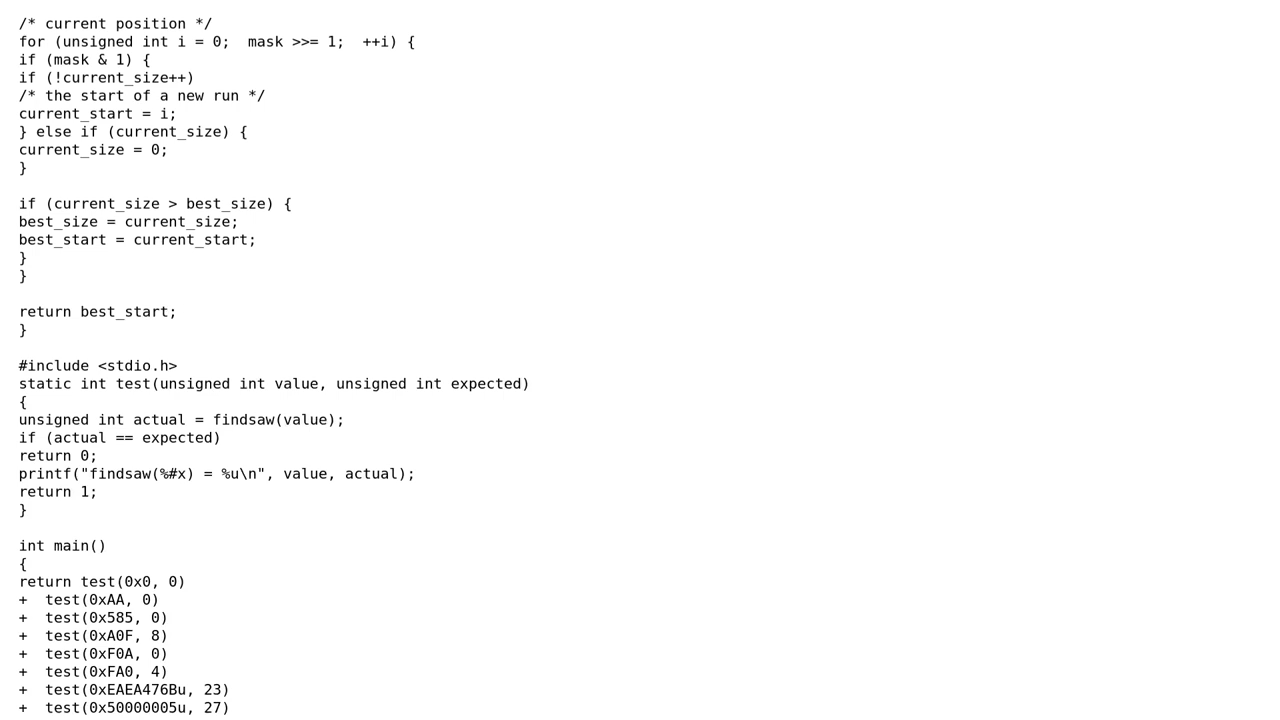 /* current position */
for (unsigned int i = 0;  mask >>= 1;  ++i) {
if (mask & 1) {
if (!current_size++)
/* the start of a new run */
current_start = i;
} else if (current_size) {
current_size = 0;
}

if (current_size > best_size) {
best_size = current_size;
best_start = current_start;
}
}

return best_start;
}

#include <stdio.h>
static int test(unsigned int value, unsigned int expected)
{
unsigned int actual = findsaw(value);
if (actual == expected)
return 0;
printf("findsaw(%#x) = %u\n", value, actual);
return 1;
}

int main()
{
return test(0x0, 0)
+  test(0xAA, 0)
+  test(0x585, 0)
+  test(0xA0F, 8)
+  test(0xF0A, 0)
+  test(0xFA0, 4)
+  test(0xEAEA476Bu, 23)
+  test(0x50000005u, 27)